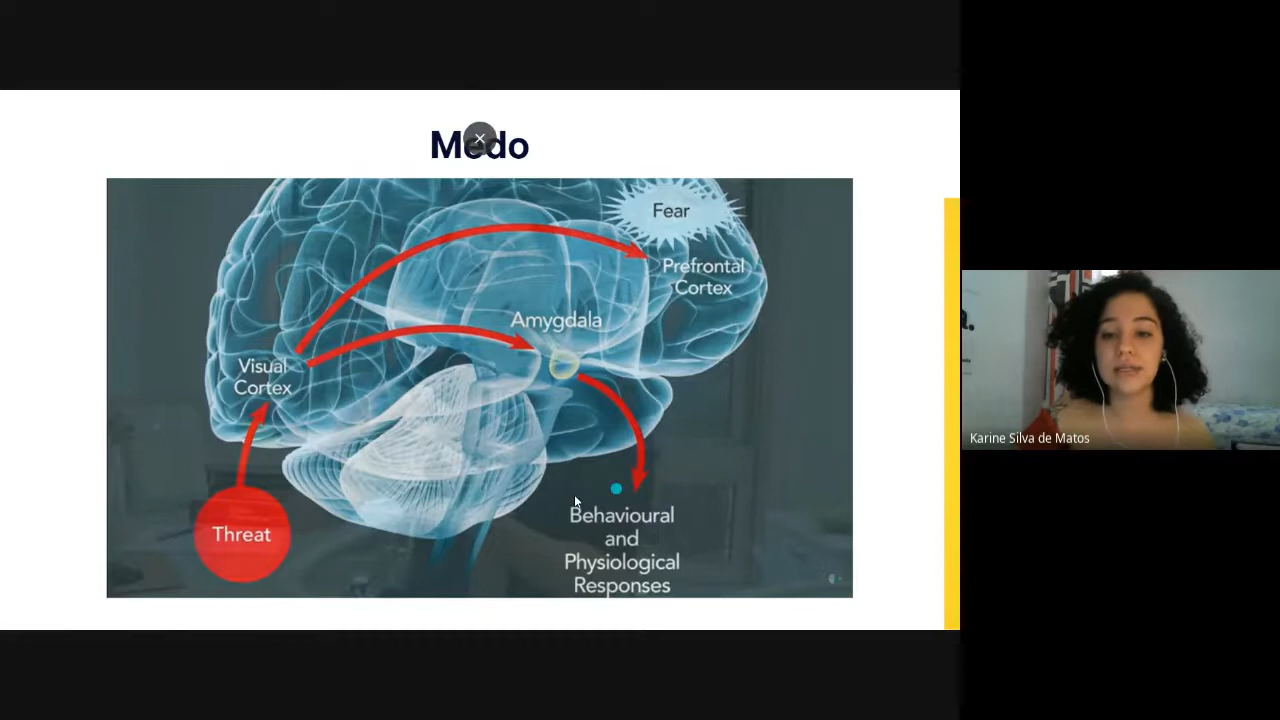 Medo
Fear
Prefrontal
Cortex
Amygdala
Visual
Cortex
Threat
Behavioural
and
Physiological
Responses
Karine Silva de Matos